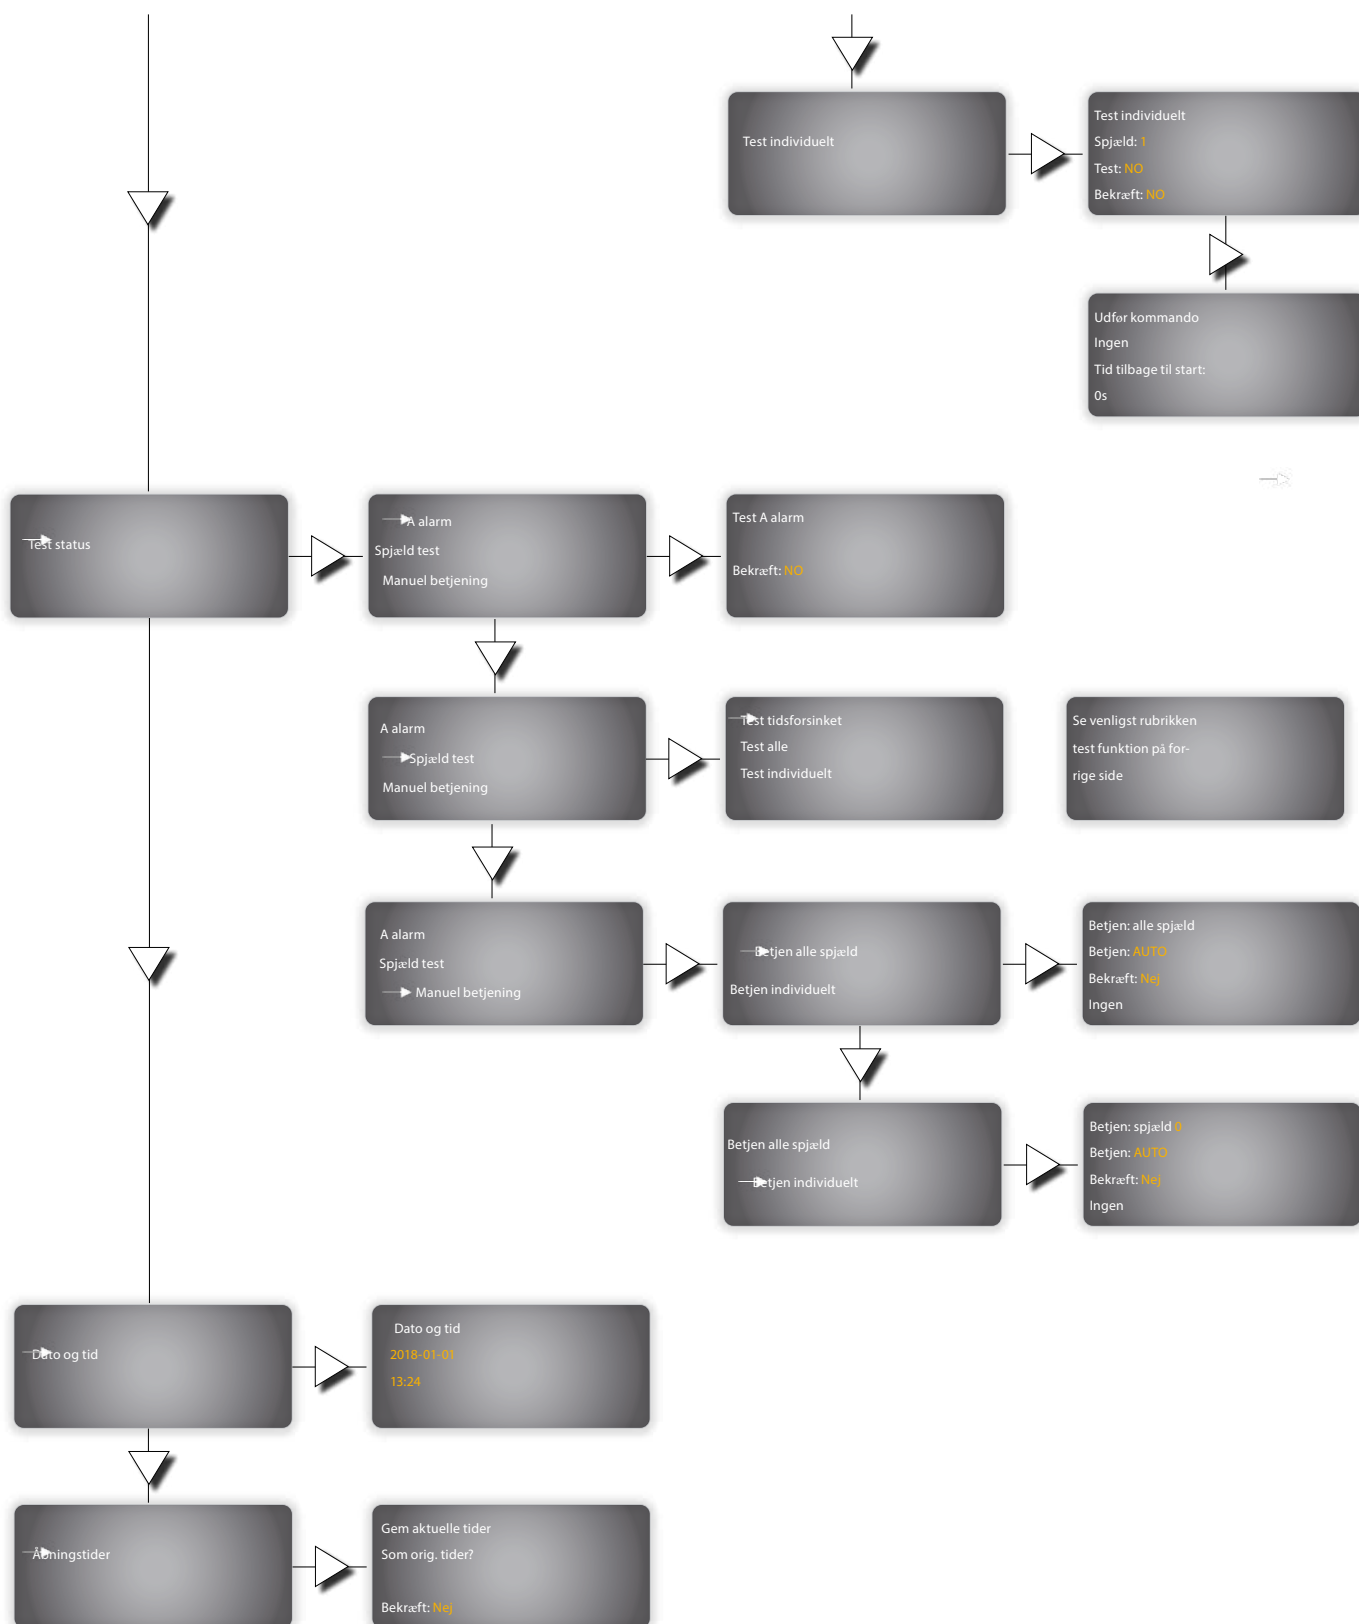 Test individuelt
Test individuelt
Spjæld: 1
Test: NO
Bekræft: NO
Udfør kommando
Ingen
Tid tilbage til start:
0s
Test status
A alarm
Spjæld test
Manuel betjening
Test A alarm
Bekræft: NO
A alarm
Spjæld test
Manuel betjening
Test tidsforsinket
Test alle
Test individuelt
Se venligst rubrikken
test funktion på for-
rige side
A alarm
Spjæld test
Manuel betjening
Betjen alle spjæld
Betjen individuelt
Betjen: alle spjæld
Betjen: AUTO
Bekræft: Nej
Ingen
Betjen alle spjæld
Betjen individuelt
Betjen: spjæld 0
Betjen: AUTO
Bekræft: Nej
Ingen
Dato og tid
Dato og tid
2018-01-01
13:24
Åbningstider
Gem aktuelle tider
Som orig. tider?
Bekræft: Nej